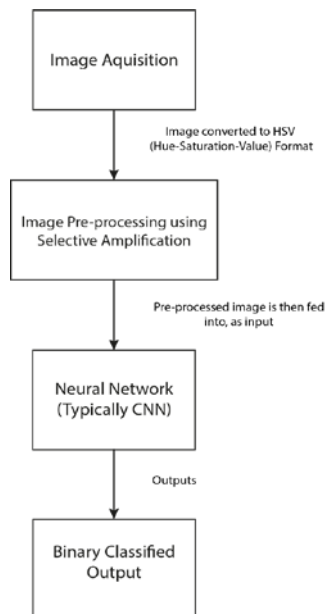 Image Aquisition
Image converted to HSV
(Hue-Saturation-Value) Format
Image Pre-processing using
Selective Amplification
Pre-processed image is then fed
into, as input
Neural Network
(Typically CNN)
Outputs
Binary Classified
Output